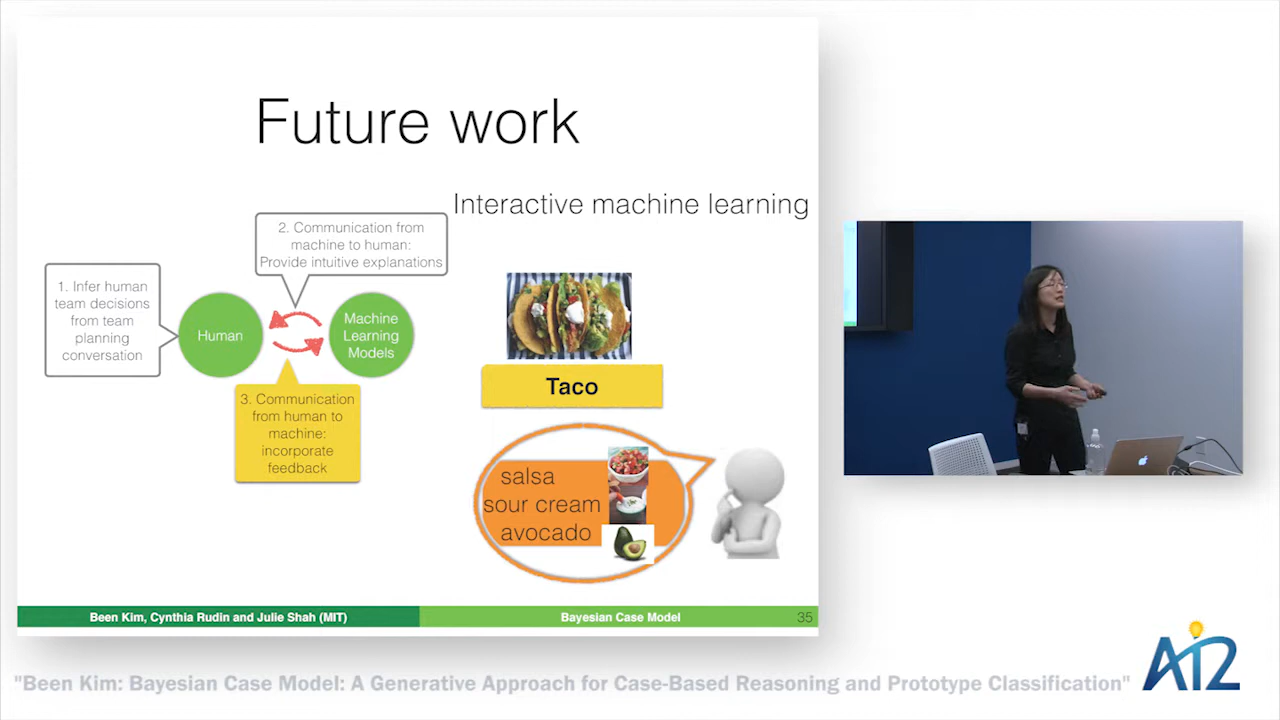 Future work
Interactive machine learning
2. Communication from
machine to human:
Provide intuitive explanations
1. Infer human
team decisions
from team
planning
conversation
Human
Machine
Learning
Models
3. Communication
from human to
machine:
incorporate
feedback
Taco
salsa
sour cream
avocado
Been Kim, Cynthia Rudin and Julie Shah (MIT)
Bayesian Case Model
35
"Been Kim: Bayesian Case Model: A Generative Approach for Case-Based Reasoning and Prototype Classification"
AI2